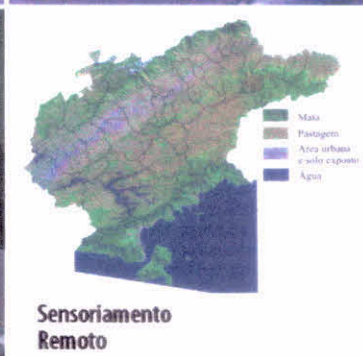 Mata
Pastagem
Área urbana
e solo exposto
Água
Sensoriamento
Remoto